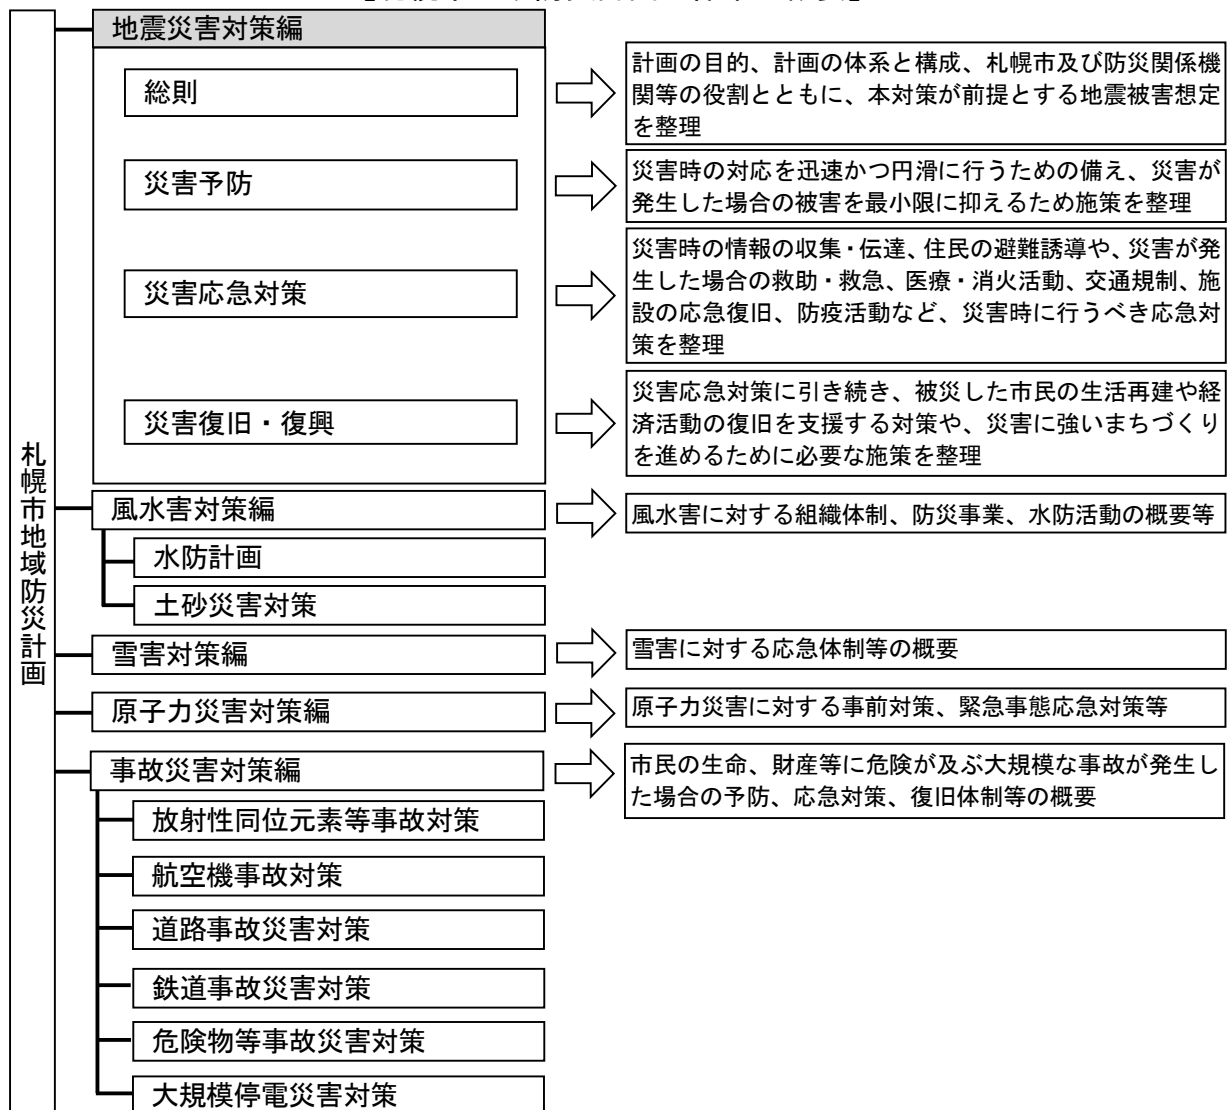 地震災害対策編
総則
計画の目的、計画の体系と構成、札幌市及び防災関係機
関等の役割とともに、本対策が前提とする地震被害想定
を整理
災害予防
災害時の対応を迅速かつ円滑に行うための備え、災害が
発生した場合の被害を最小限に抑えるため施策を整理
災害応急対策
災害時の情報の収集・伝達、住民の避難誘導や、災害が発
生した場合の救助・救急、医療・消火活動、交通規制、施
設の応急復旧、防疫活動など、災害時に行うべき応急対
策を整理
災害復旧・復興
災害応急対策に引き続き、被災した市民の生活再建や経
済活動の復旧を支援する対策や、災害に強いまちづくり
を進めるために必要な施策を整理
札幌市地域防災計画
風水害対策編
風水害に対する組織体制、防災事業、水防活動の概要等
水防計画
土砂災害対策
雪害対策編
雪害に対する応急体制等の概要
原子力災害対策編
原子力災害に対する事前対策、緊急事態応急対策等
事故災害対策編
市民の生命、財産等に危険が及ぶ大規模な事故が発生し
た場合の予防、応急対策、復旧体制等の概要
放射性同位元素等事故対策
航空機事故対策
道路事故災害対策
鉄道事故災害対策
危険物等事故災害対策
大規模停電災害対策